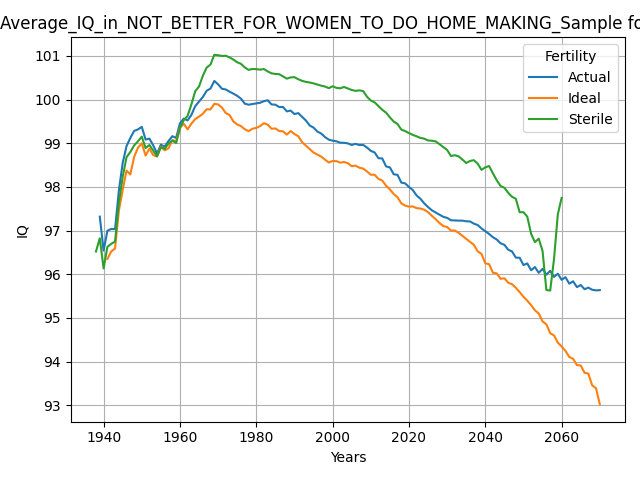 Average_IQ_in_NOT_BETTER_FOR_WOMEN_TO_DO_HOME_MAKING_Sample fo
Fertility
Actual
Ideal
Sterile
101
100
99
98
97
96
95
94
93
IQ
1940 1960 1980 2000 2020 2040 2060
Years